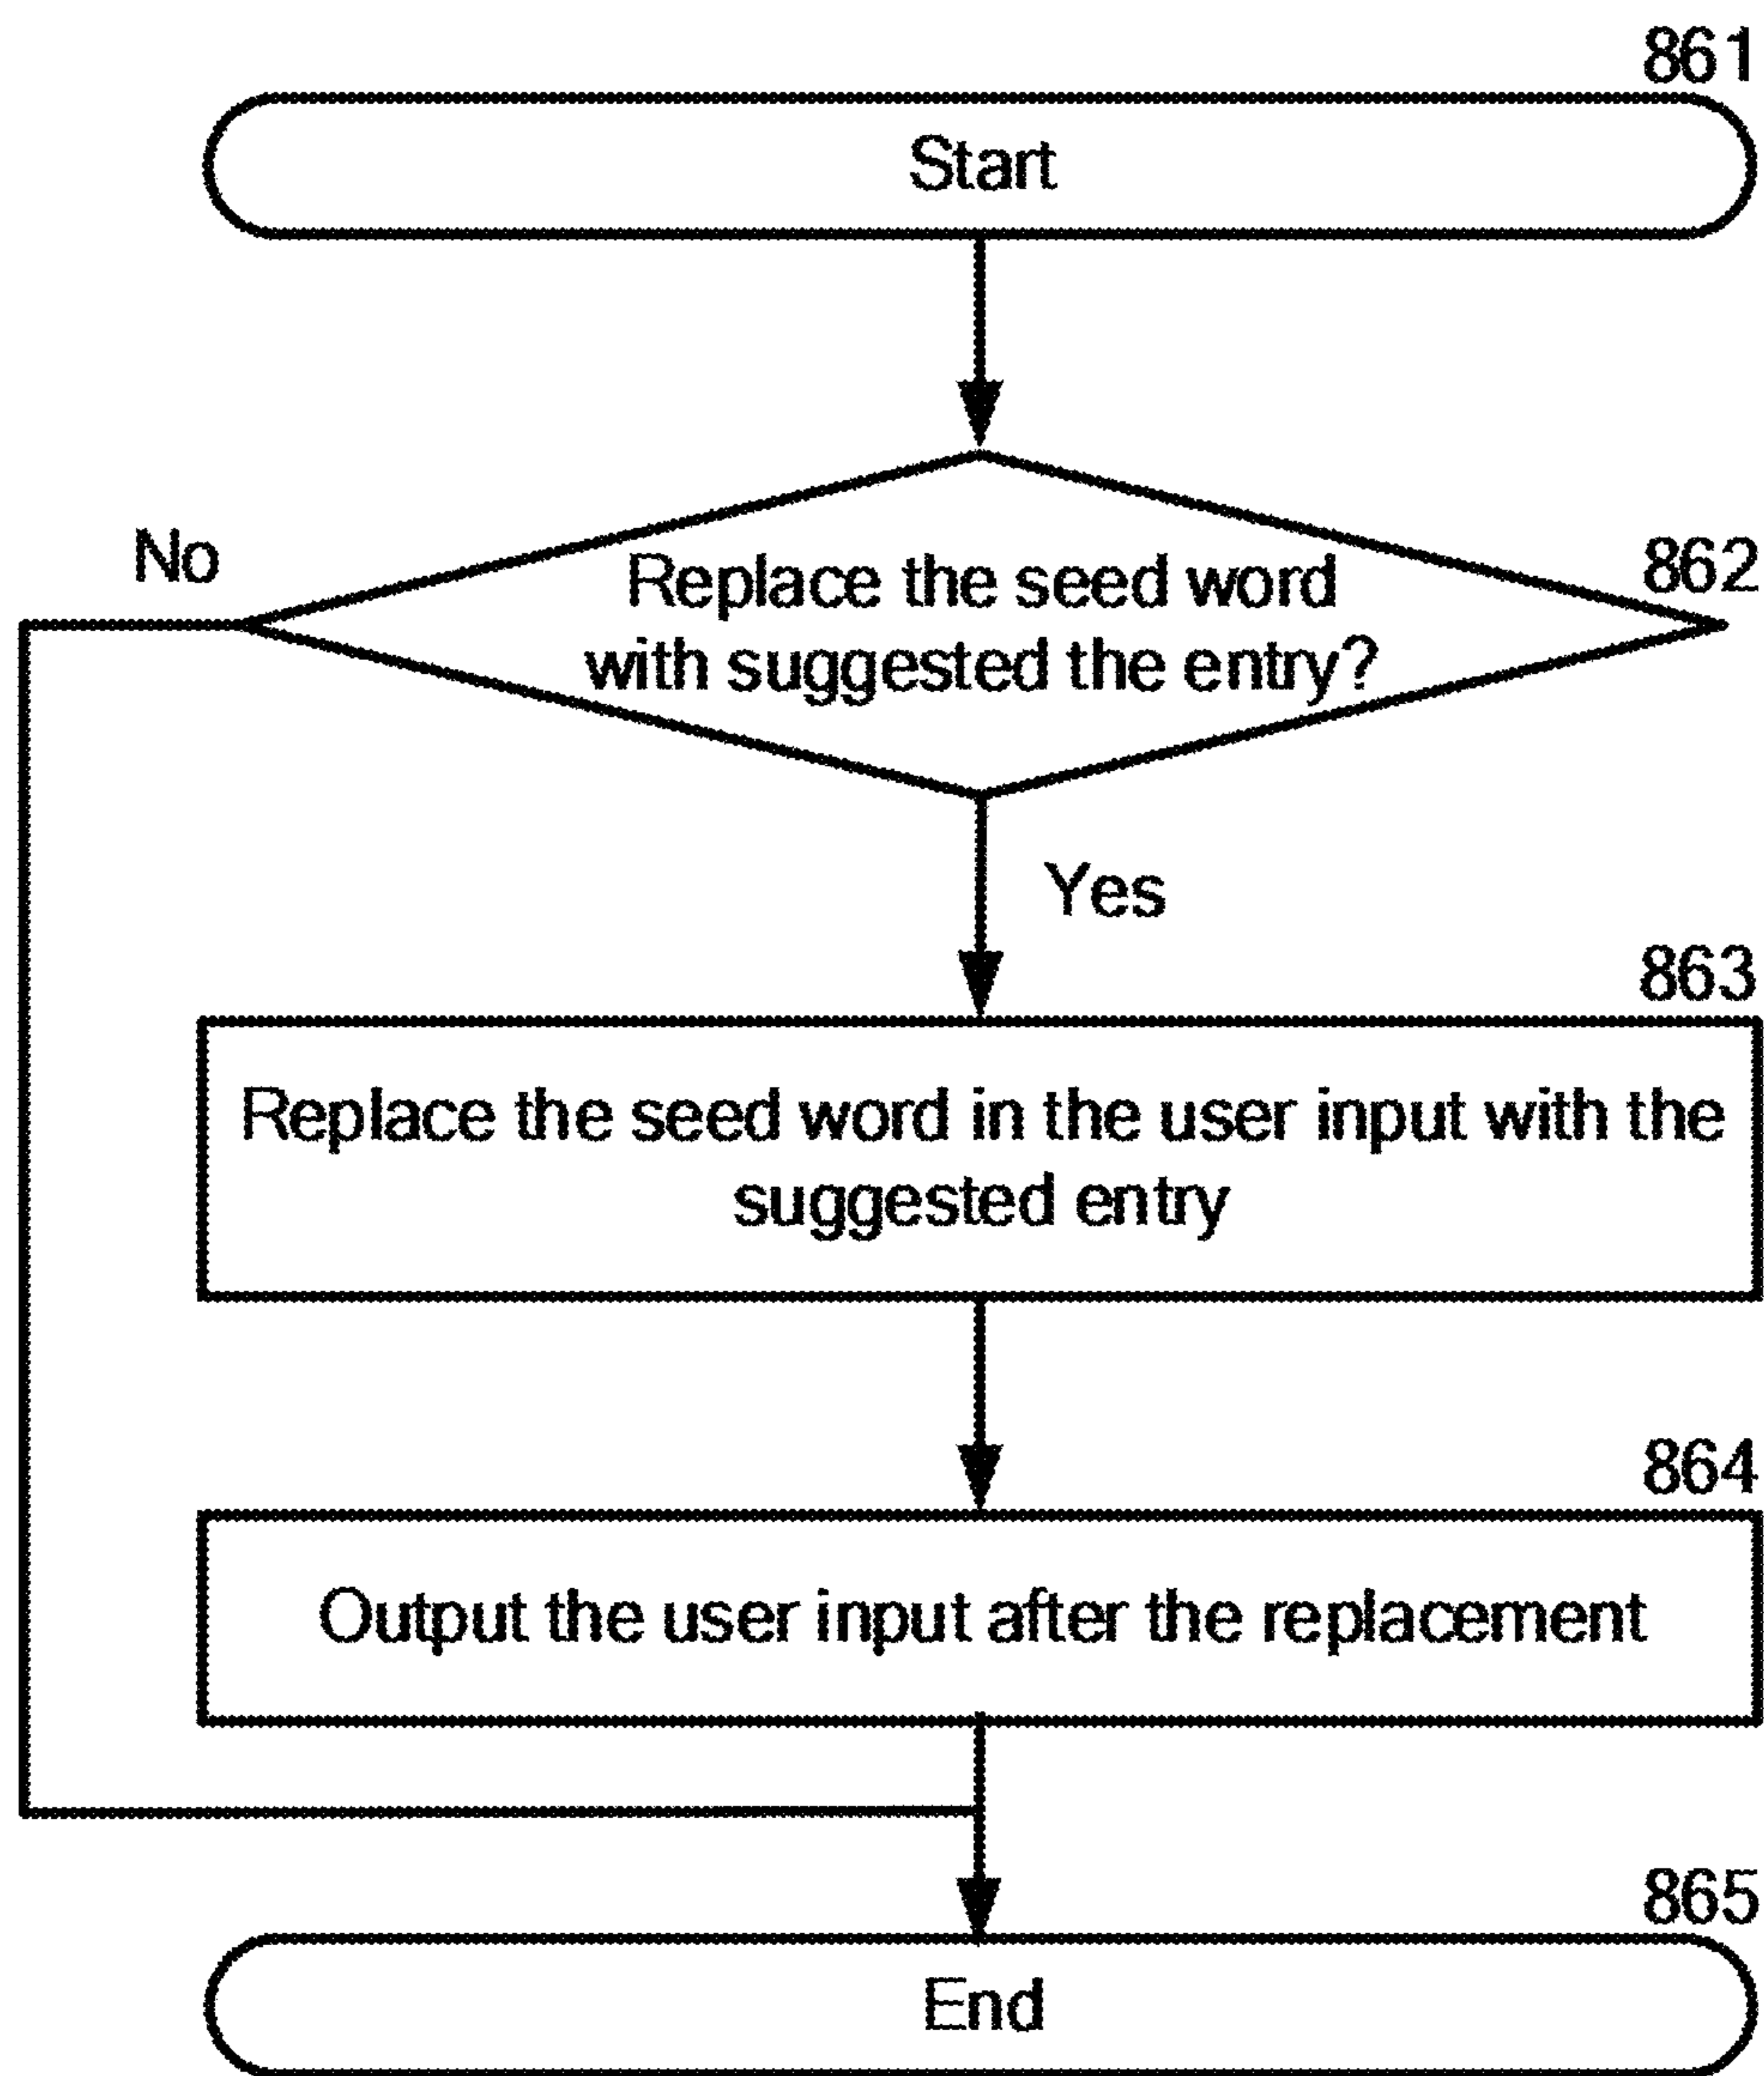 861
Start
No
862
Replace the seed word
with suggested the entry?
Yes
863
Replace the seed word in the user input with the
suggested entry
864
Output the user input after the replacement
865
End